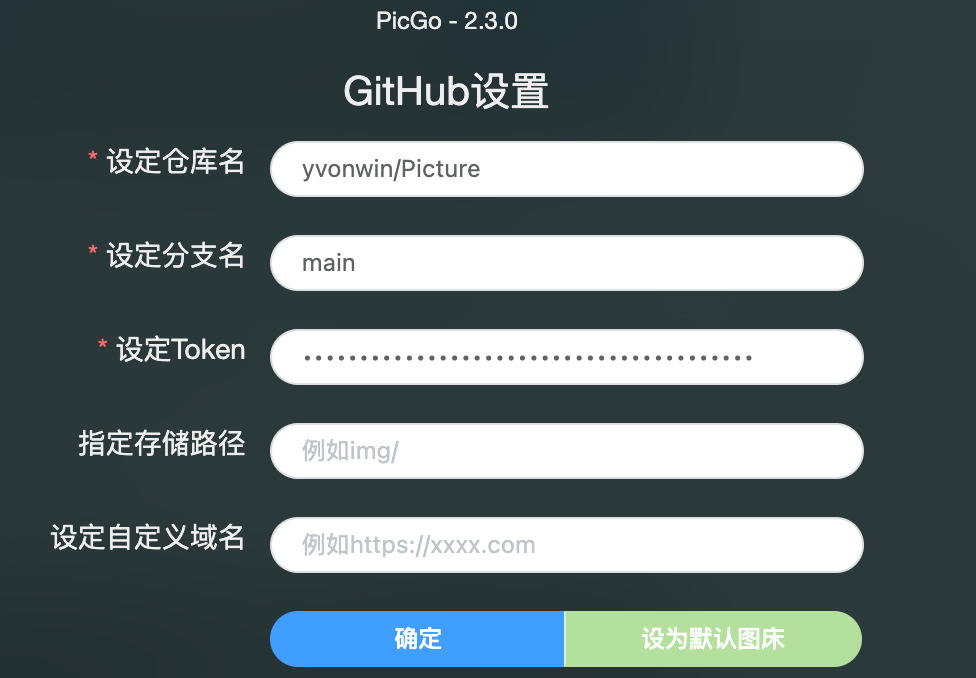 PicGo - 2.3.0
GitHub设置
* 设定仓库名 yvonwin/Picture
* 设定分支名 main
* 设定Token ••••••••••••••••••••••••••••••••••••••••
指定存储路径 例如img/
设定自定义域名 例如https://xxxx.com
确定 设为默认图床